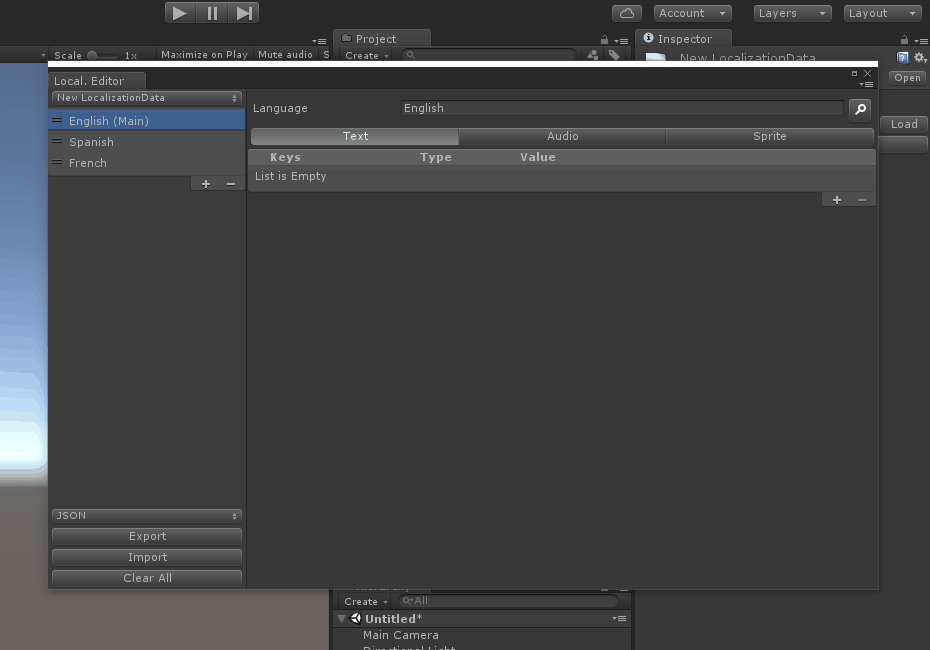 Account Layers Layout
Project Inspector
Scale 1x Maximize on Play Mute audio S Create
New LocalizationData
Open
Local. Editor
New LocalizationData
Language English
English (Main)
Load
Text Audio Sprite
Spanish
Keys Type Value
French
List is Empty
+ −
+ −
JSON
Export
Import
Clear All
Hierarchy
Create All
Untitled*
Main Camera
Directional Light